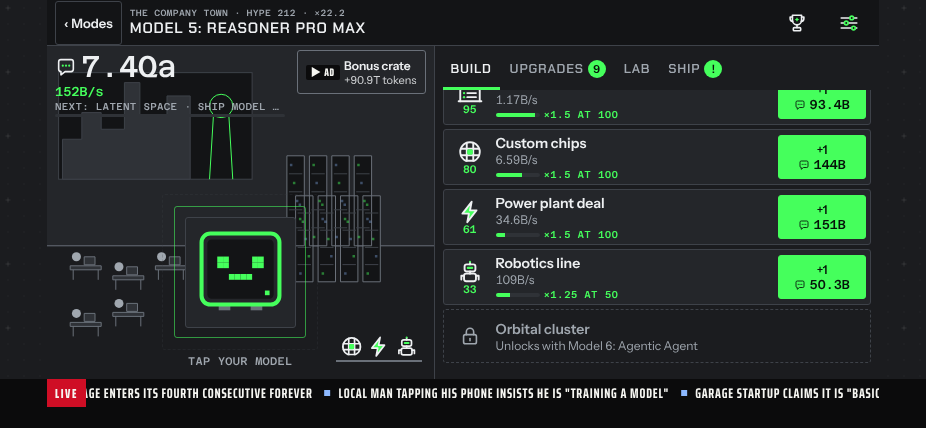 ‹ Modes
THE COMPANY TOWN · HYPE 212 · ×22.2
MODEL 5: REASONER PRO MAX
7.40a
152B/s
NEXT: LATENT SPACE · SHIP MODEL …
AD
Bonus crate
+90.9T tokens
TAP YOUR MODEL
BUILD
UPGRADES 9
LAB
SHIP !
95
1.17B/s
×1.5 AT 100
+1
93.4B
Custom chips
6.59B/s
80
×1.5 AT 100
+1
144B
Power plant deal
34.6B/s
61
×1.5 AT 100
+1
151B
Robotics line
109B/s
33
×1.25 AT 50
+1
50.3B
Orbital cluster
Unlocks with Model 6: Agentic Agent
LIVE
AGE ENTERS ITS FOURTH CONSECUTIVE FOREVER ■ LOCAL MAN TAPPING HIS PHONE INSISTS HE IS "TRAINING A MODEL" ■ GARAGE STARTUP CLAIMS IT IS "BASIC